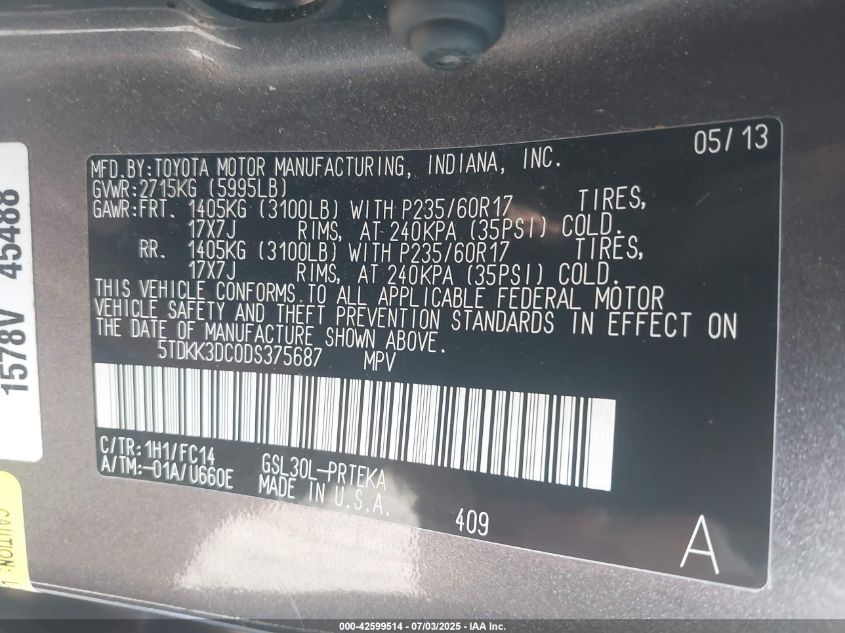 05/13
MFD.BY:TOYOTA MOTOR MANUFACTURING, INDIANA, INC.
GVWR:2715KG (5995LB)
GAWR:FRT. 1405KG (3100LB) WITH P235/60R17 TIRES,
17X7J RIMS, AT 240KPA (35PSI) COLD.
RR. 1405KG (3100LB) WITH P235/60R17 TIRES,
17X7J RIMS, AT 240KPA (35PSI) COLD.
THIS VEHICLE CONFORMS TO ALL APPLICABLE FEDERAL MOTOR
VEHICLE SAFETY AND THEFT PREVENTION STANDARDS IN EFFECT ON
THE DATE OF MANUFACTURE SHOWN ABOVE.
5TDKK3DC0DS375687 MPV
C/TR:1H1/FC14
A/TM:-01A/U660E
GSL30L-PRTEKA
MADE IN U.S.A.
409
A
1578V 45488
CAUTION:
000-42599514 - 07/03/2025 - IAA Inc.